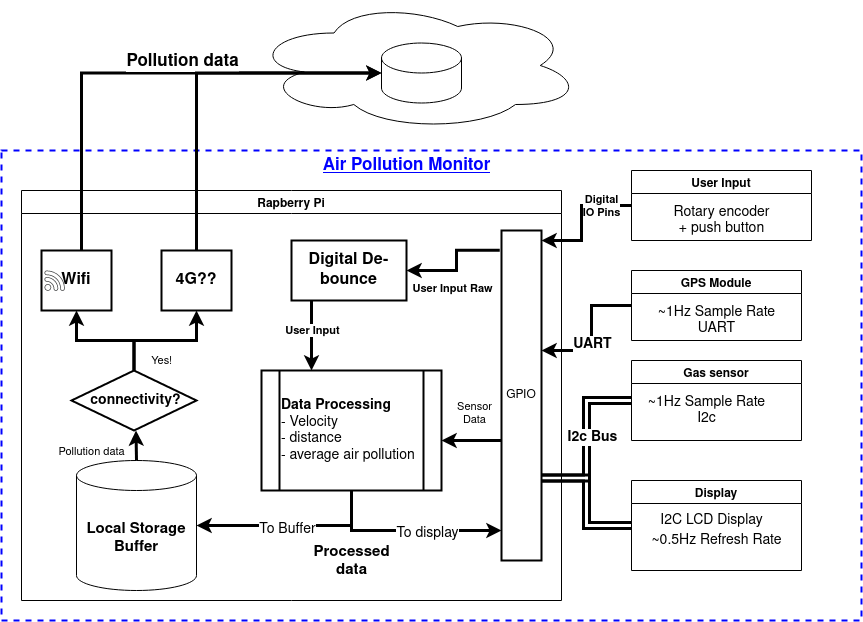 Pollution data
Air Pollution Monitor
Rapberry Pi
User Input
Rotary encoder
+ push button
Digital
IO Pins
Wifi
4G??
Digital De-
bounce
User Input Raw
GPS Module
~1Hz Sample Rate
UART
UART
User Input
Yes!
connectivity?
Data Processing
- Velocity
- distance
- average air pollution
Sensor
Data
GPIO
Gas sensor
~1Hz Sample Rate
I2c
I2c Bus
Pollution data
Local Storage
Buffer
To Buffer
To display
Processed
data
Display
I2C LCD Display
~0.5Hz Refresh Rate